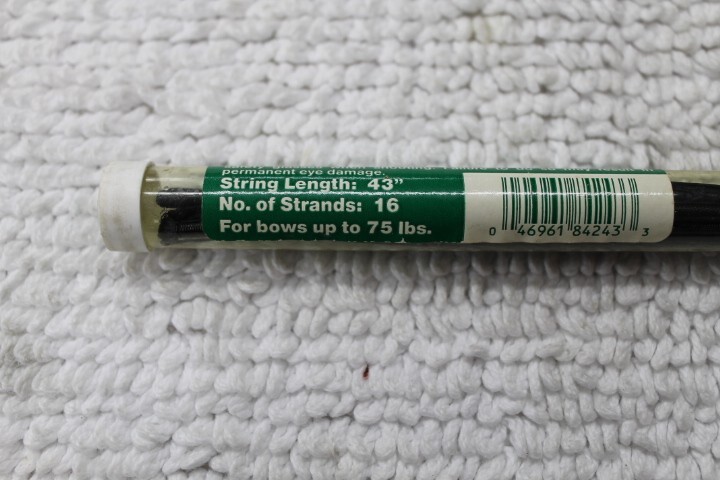 permanent eye damage.
String Length: 43"
No. of Strands: 16
For bows up to 75 lbs.
0 46961 84243 3